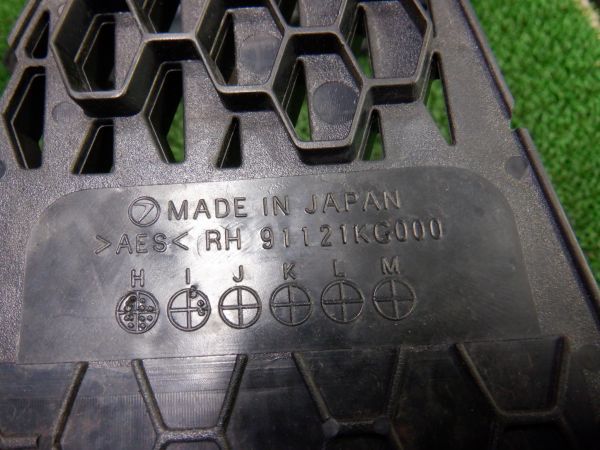 MADE IN JAPAN
>AES< RH 91121KG000
H I J K L M